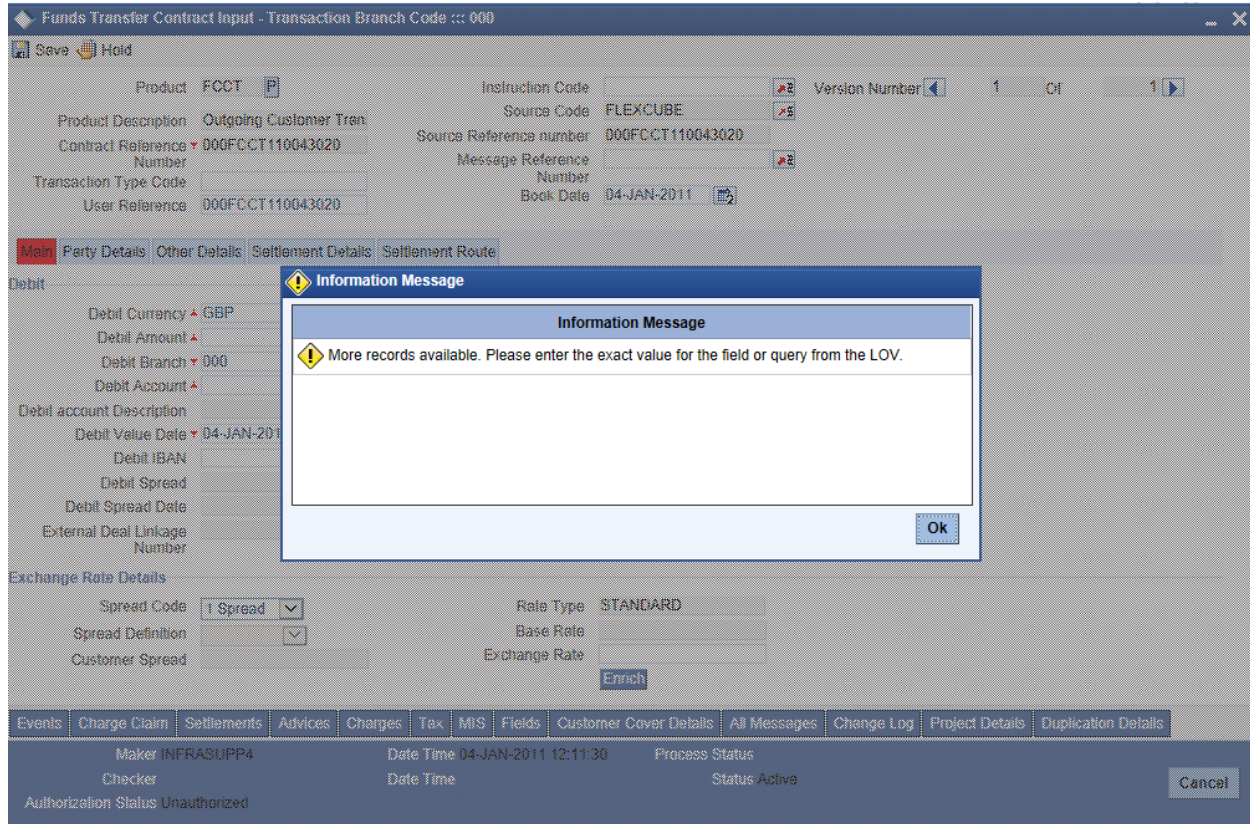 Funds Transfer Contract Input - Transaction Branch Code ::: 000
Save Hold
Product FCCT P Instruction Code Version Number 1 Of 1
Product Description Outgoing Customer Tran Source Code FLEXCUBE
Contract Reference Number 000FCCT110043020 Source Reference number 000FCCT110043020
Transaction Type Code Message Reference Number
User Reference 000FCCT110043020 Book Date 04-JAN-2011
Main Party Details Other Details Settlement Details Settlement Route
Debit
Debit Currency GBP
Debit Amount
Debit Branch 000
Debit Account
Debit account Description
Debit Value Date 04-JAN-201
Debit IBAN
Debit Spread
Debit Spread Date
External Deal Linkage
Number
Information Message
Information Message
More records available. Please enter the exact value for the field or query from the LOV.
Ok
Exchange Rate Details
Spread Code 1 Spread Rate Type STANDARD
Spread Definition Base Rate
Customer Spread Exchange Rate
Enrich
Events Charge Claim Settlements Advices Charges Tax MIS Fields Customer Cover Details All Messages Change Log Project Details Duplication Details
Maker INFRASUPP4 Date Time 04-JAN-2011 12:11:30 Process Status
Checker Date Time Status Active
Cancel
Authorization Status Unauthorized